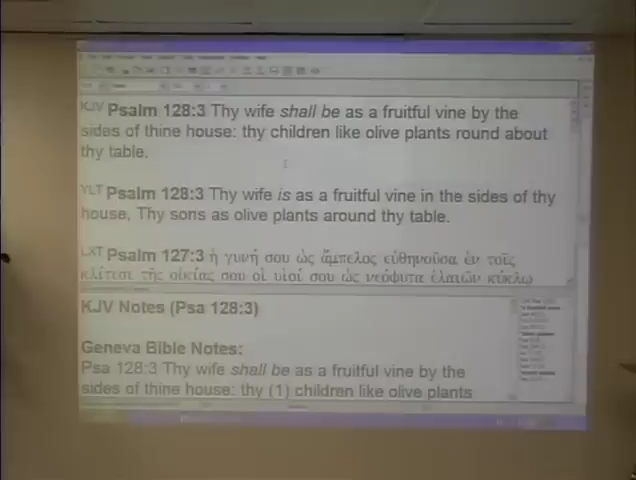 KJV Psalm 128:3 Thy wife shall be as a fruitful vine by the
sides of thine house: thy children like olive plants round about
thy table.
YLT Psalm 128:3 Thy wife is as a fruitful vine in the sides of thy
house, Thy sons as olive plants around thy table.
LXT Psalm 127:3 ἡ γυνή σου ὡς ἄμπελος εὐθηνοῦσα ἐν τοῖς
κλίτεσι τῆς οἰκίας σου οἱ υἱοί σου ὡς νεόφυτα ἐλαιῶν κύκλῳ
KJV Notes (Psa 128:3)
Geneva Bible Notes:
Psa 128:3 Thy wife shall be as a fruitful vine by the
sides of thine house: thy (1) children like olive plants